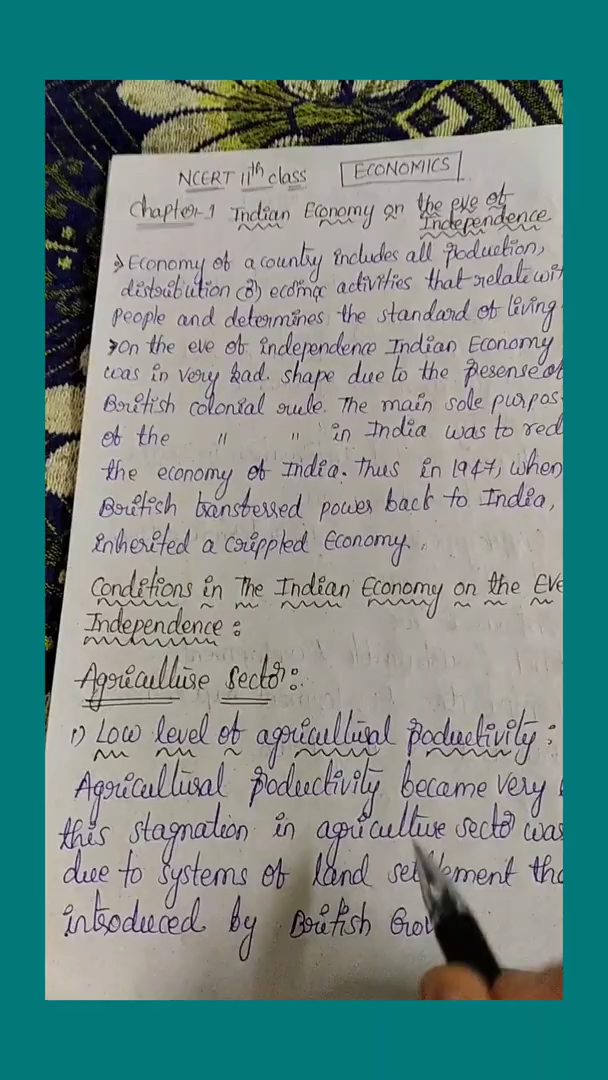 NCERT 11th class ECONOMICS
Chapter-1 Indian Economy on the eve of
Independence
→Economy of a country includes all production,
distribution (or) economic activities that relate wit
people and determines the standard of living
→On the eve of independence Indian Economy
was in very bad. shape due to the presense of
British colonial rule. The main sole purpos
of the " " in India was to red
the economy of India. Thus in 1947, when
British transferred power back to India,
inherited a crippled Economy.
Conditions in The Indian Economy on the Eve
Independence :
Agriculture sector:
1) Low level of agricultural productivity :
Agricultural productivity became very
this stagnation in agriculture sector was
due to systems of land settlement tha
introduced by British Gov